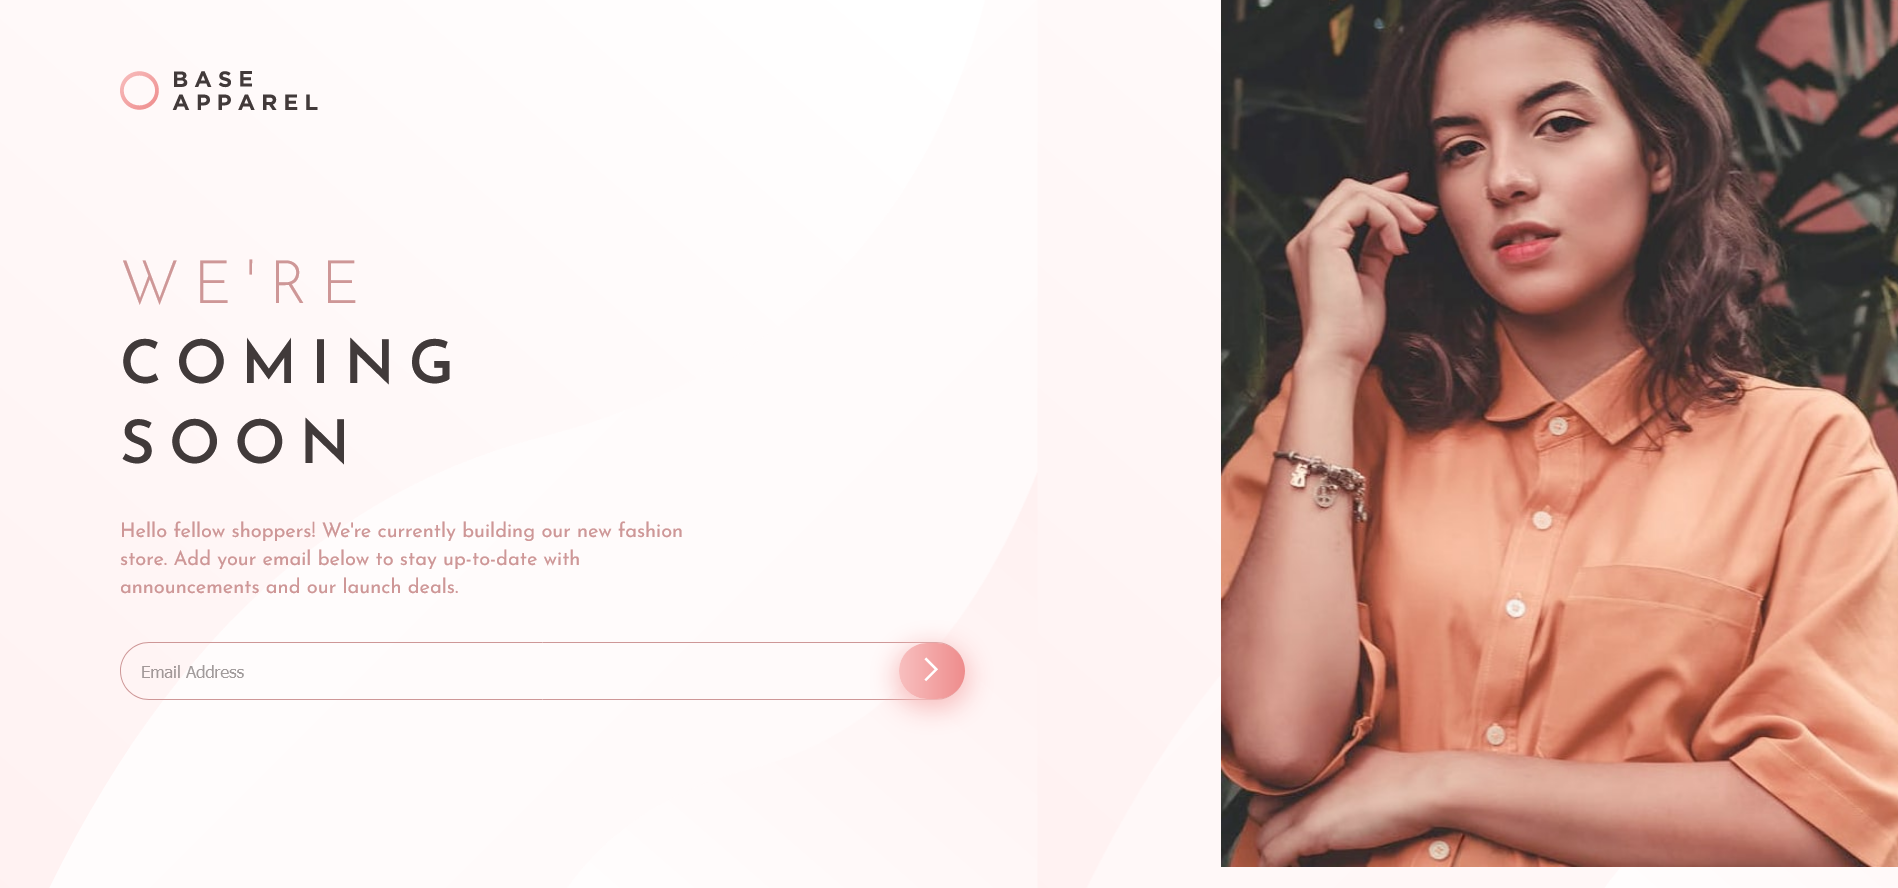 BASE
APPAREL
WE'RE
COMING
SOON
Hello fellow shoppers! We're currently building our new fashion
store. Add your email below to stay up-to-date with
announcements and our launch deals.
Email Address